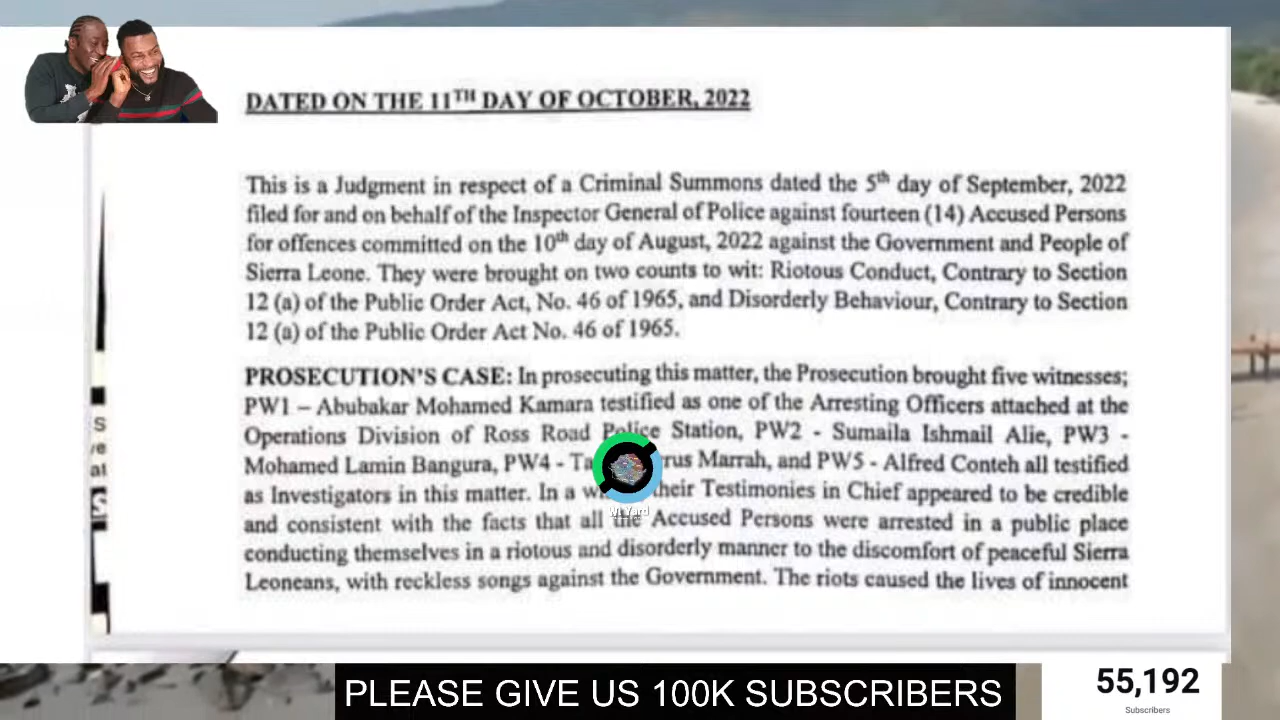 DATED ON THE 11TH DAY OF OCTOBER, 2022
This is a Judgment in respect of a Criminal Summons dated the 5th day of September, 2022
filed for and on behalf of the Inspector General of Police against fourteen (14) Accused Persons
for offences committed on the 10th day of August, 2022 against the Government and People of
Sierra Leone. They were brought on two counts to wit: Riotous Conduct, Contrary to Section
12 (a) of the Public Order Act, No. 46 of 1965, and Disorderly Behaviour, Contrary to Section
12 (a) of the Public Order Act No. 46 of 1965.
PROSECUTION'S CASE: In prosecuting this matter, the Prosecution brought five witnesses;
PW1 – Abubakar Mohamed Kamara testified as one of the Arresting Officers attached at the
Operations Division of Ross Road Police Station, PW2 - Sumaila Ishmail Alie, PW3 -
Mohamed Lamin Bangura, PW4 - Marrah, and PW5 - Alfred Conteh all testified
as Investigators in this matter. In a their Testimonies in Chief appeared to be credible
and consistent with the facts that all the Accused Persons were arrested in a public place
conducting themselves in a riotous and disorderly manner to the discomfort of peaceful Sierra
Leoneans, with reckless songs against the Government. The riots caused the lives of innocent
Wi Yard
PLEASE GIVE US 100K SUBSCRIBERS
55,192
Subscribers